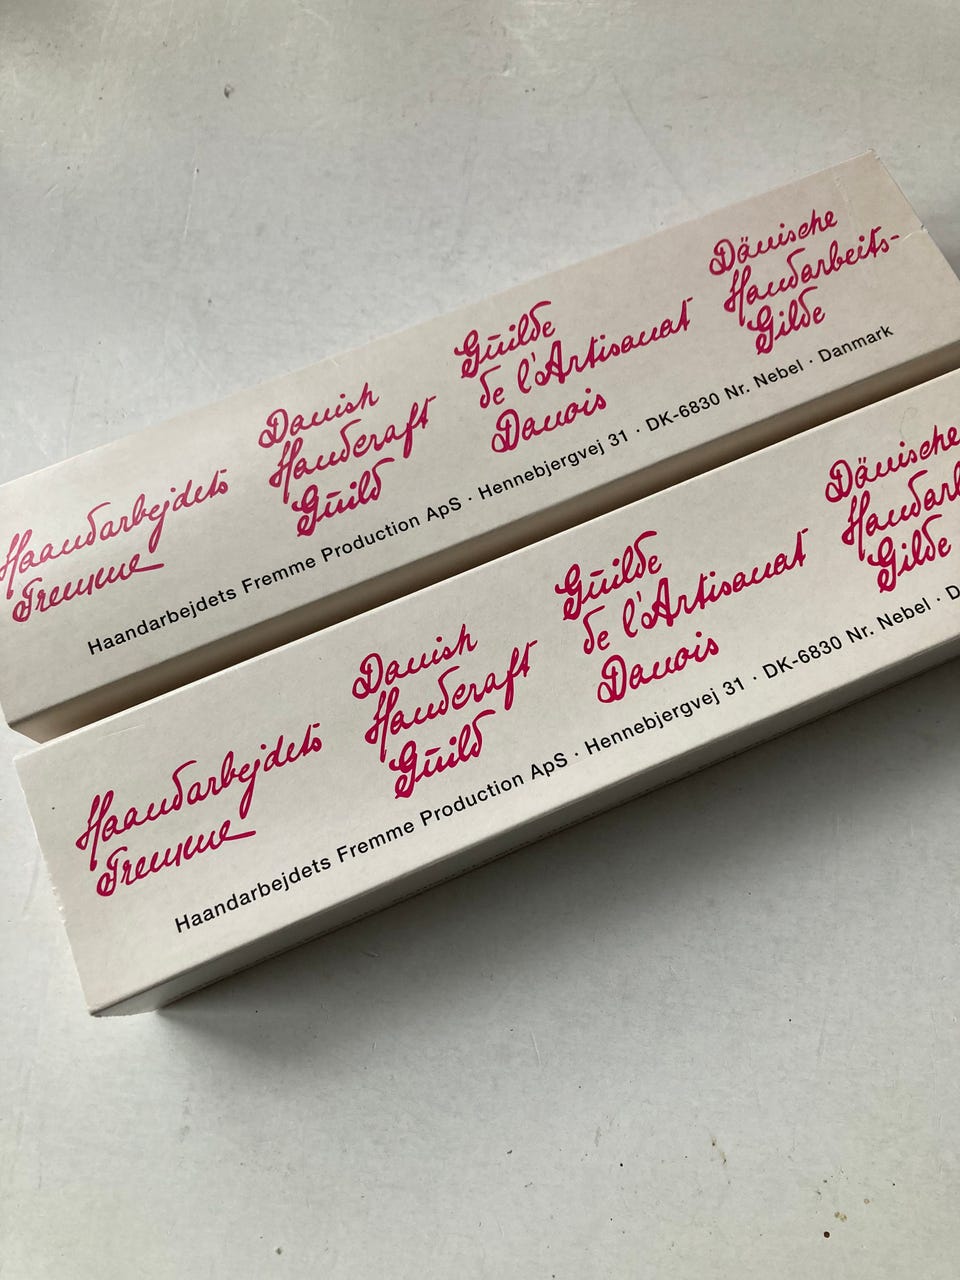 Haandarbejdets
Fremme
Danish
Handcraft
Guild
Guilde
de l'Artisanat
Danois
Dänische
Handarbeits-
Gilde
Haandarbejdets Fremme Production ApS · Hennebjergvej 31 · DK-6830 Nr. Nebel · Danmark
Haandarbejdets
Fremme
Danish
Handcraft
Guild
Guilde
de l'Artisanat
Danois
Dänische
Handarb
Gilde
Haandarbejdets Fremme Production ApS · Hennebjergvej 31 · DK-6830 Nr. Nebel · D